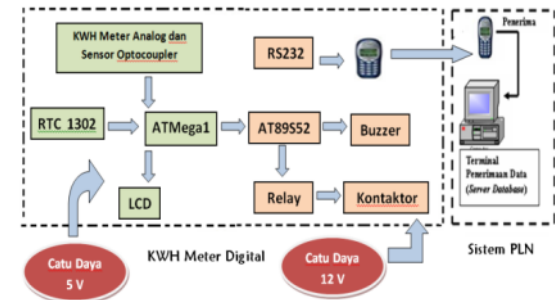 KWH Meter Analog dan
Sensor Optocoupler
RS232
Penerima
RTC 1302
ATMega1
AT89S52
Buzzer
Terminal
Penerimaan Data
(Server Database)
LCD
Relay
Kontaktor
Catu Daya
5 V
KWH Meter Digital
Catu Daya
12 V
Sistem PLN